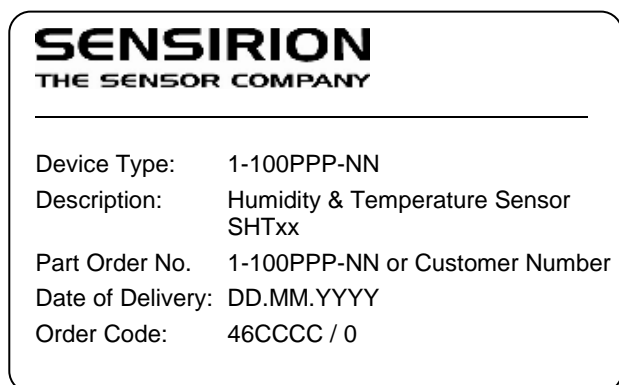 SENSIRION
THE SENSOR COMPANY
Device Type: 1-100PPP-NN
Description: Humidity & Temperature Sensor
SHTxx
Part Order No. 1-100PPP-NN or Customer Number
Date of Delivery: DD.MM.YYYY
Order Code: 46CCCC / 0